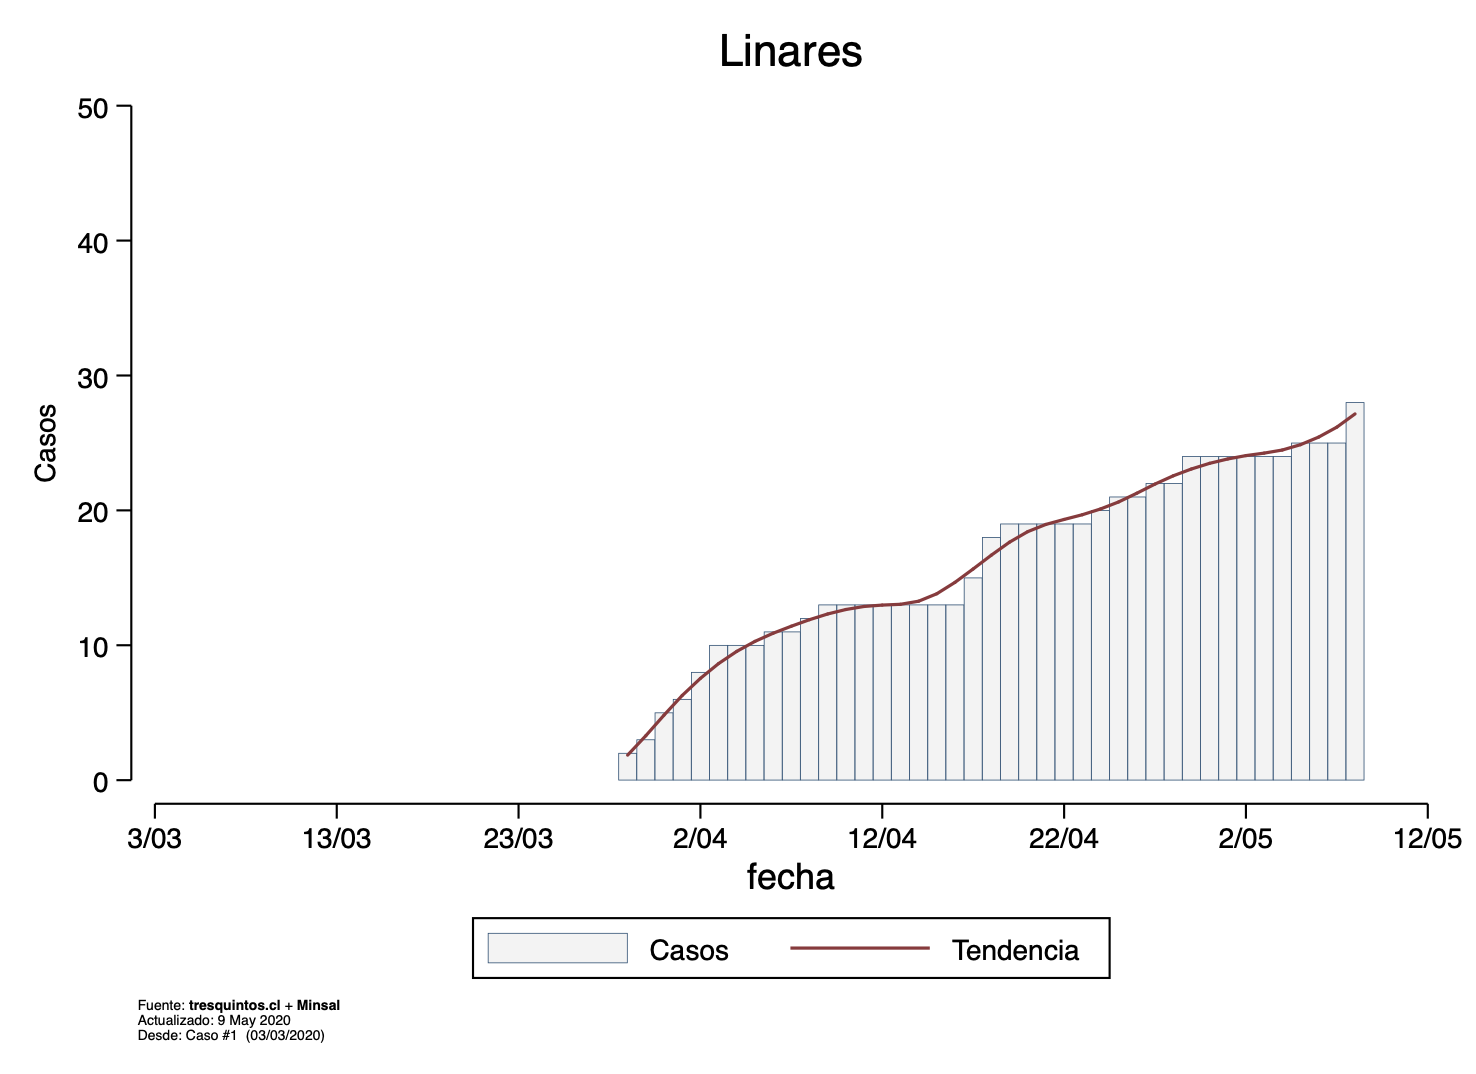 Linares
50
40
30
20
10
0
Casos
3/03 13/03 23/03 2/04 12/04 22/04 2/05 12/05
fecha
Casos Tendencia
Fuente: tresquintos.cl + Minsal
Actualizado: 9 May 2020
Desde: Caso #1 (03/03/2020)